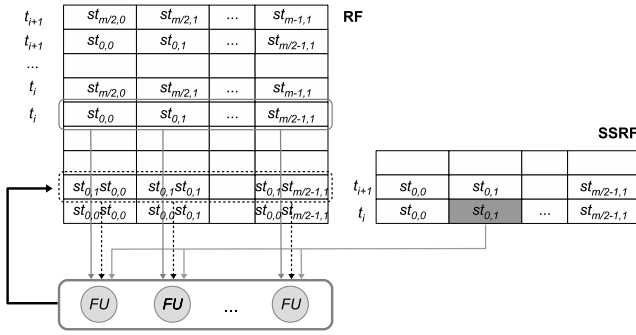 t_{i+1} st_{m/2,0} st_{m/2,1} ... st_{m-1,1} RF
t_{i+1} st_{0,0} st_{0,1} ... st_{m/2-1,1}
...
t_i st_{m/2,0} st_{m/2,1} ... st_{m-1,1}
t_i st_{0,0} st_{0,1} ... st_{m/2-1,1}
SSRF
st_{0,1}st_{0,0} st_{0,1}st_{0,1} st_{0,1}st_{m/2-1,1}
st_{0,0}st_{0,0} st_{0,0}st_{0,1} st_{0,0}st_{m/2-1,1}
t_{i+1} st_{0,0} st_{0,1} st_{m/2-1,1}
t_i st_{0,0} st_{0,1} ... st_{m/2-1,1}
FU FU ... FU